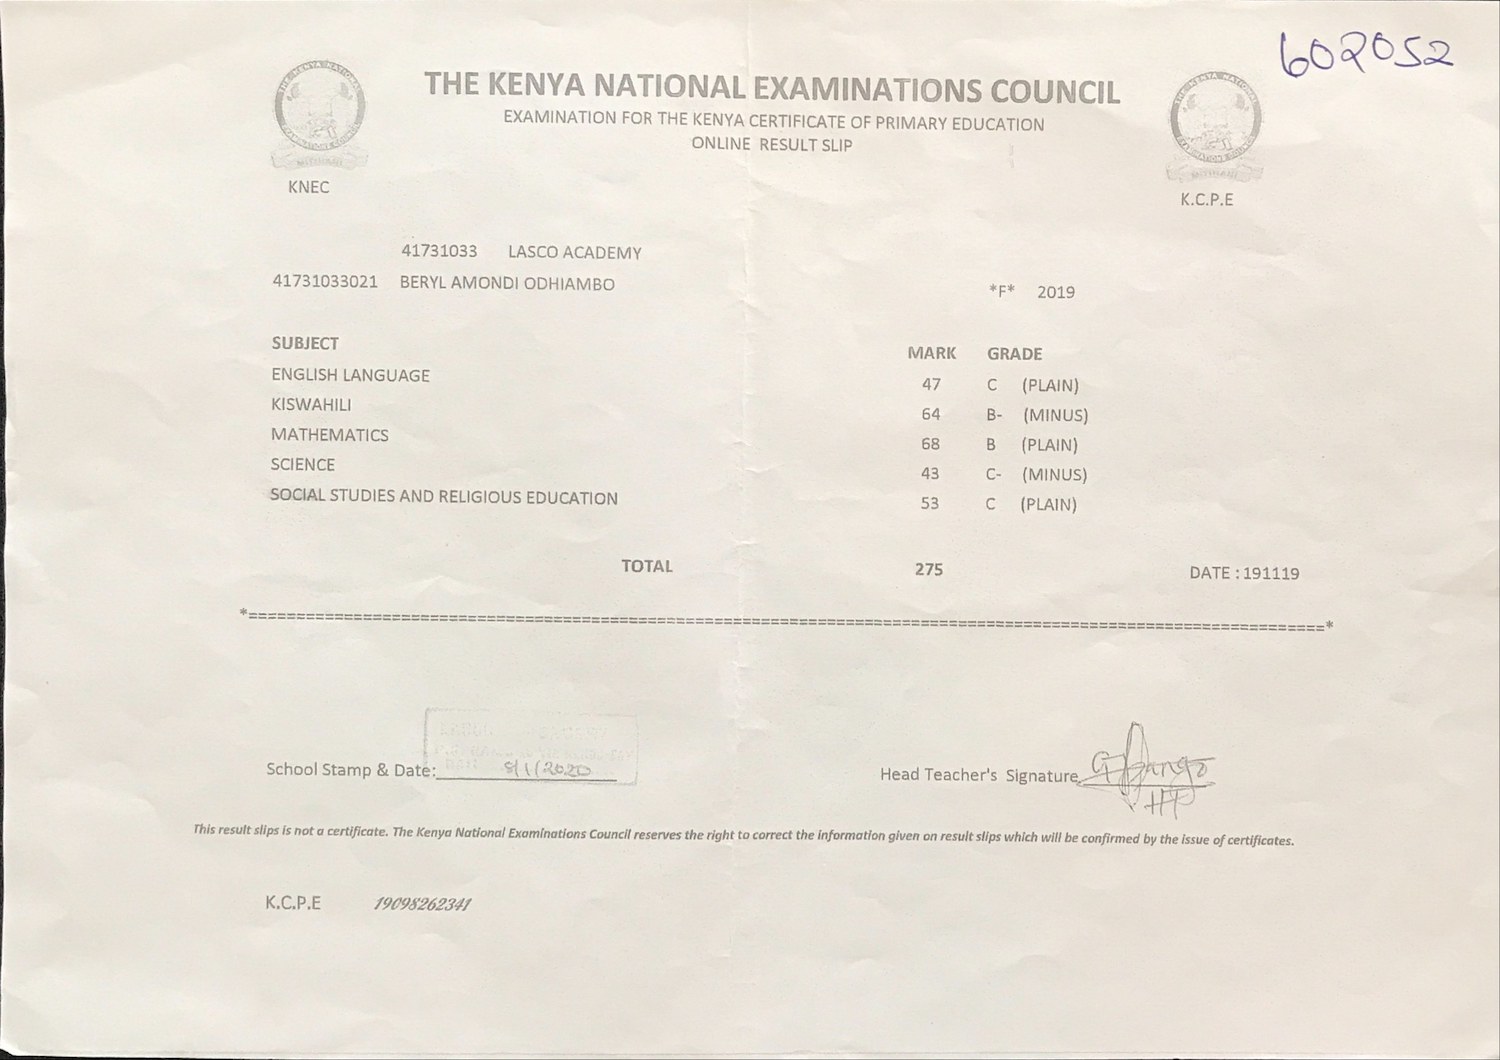 602052
THE KENYA NATIONAL EXAMINATIONS COUNCIL
EXAMINATION FOR THE KENYA CERTIFICATE OF PRIMARY EDUCATION
ONLINE RESULT SLIP
KNEC
K.C.P.E
41731033 LASCO ACADEMY
41731033021 BERYL AMONDI ODHIAMBO *F* 2019
SUBJECT MARK GRADE
ENGLISH LANGUAGE 47 C (PLAIN)
KISWAHILI 64 B- (MINUS)
MATHEMATICS 68 B (PLAIN)
SCIENCE 43 C- (MINUS)
SOCIAL STUDIES AND RELIGIOUS EDUCATION 53 C (PLAIN)
TOTAL 275 DATE : 191119
School Stamp & Date: 8/1/2020 Head Teacher's Signature
This result slips is not a certificate. The Kenya National Examinations Council reserves the right to correct the information given on result slips which will be confirmed by the issue of certificates.
K.C.P.E 19098262341